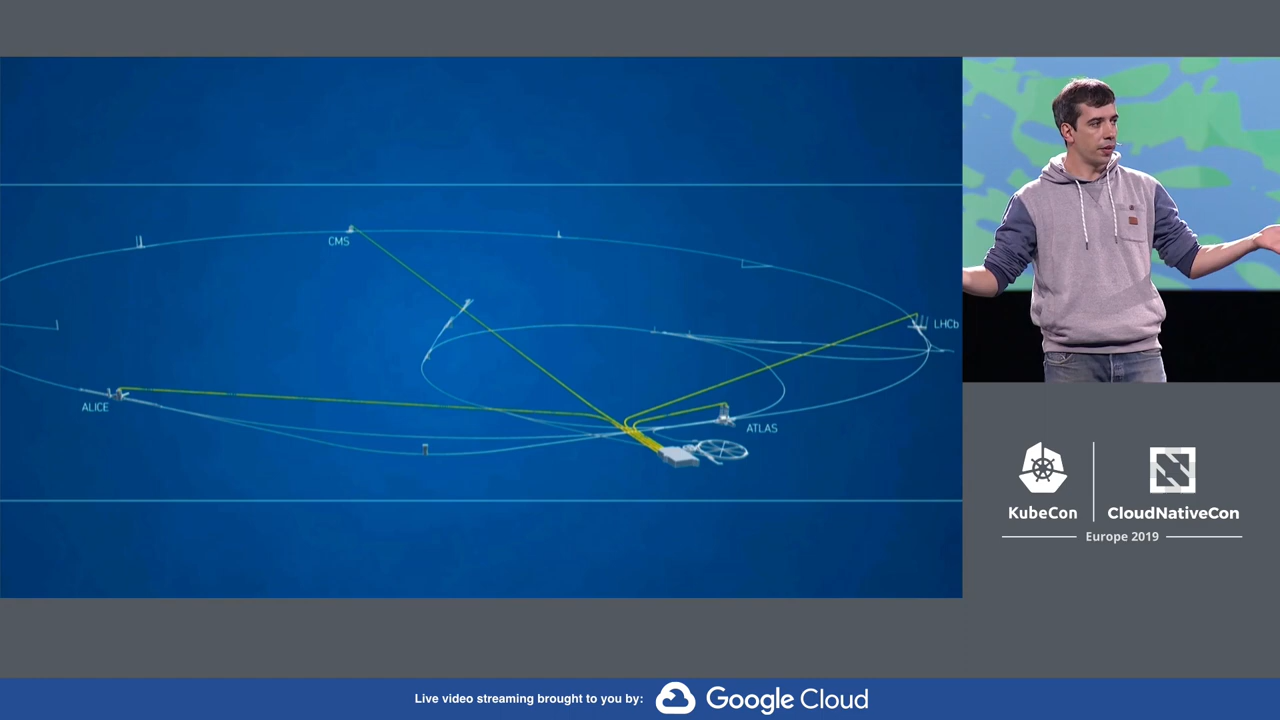 CMS
LHCb
ALICE
ATLAS
KubeCon
CloudNativeCon
Europe 2019
Live video streaming brought to you by:
Google Cloud